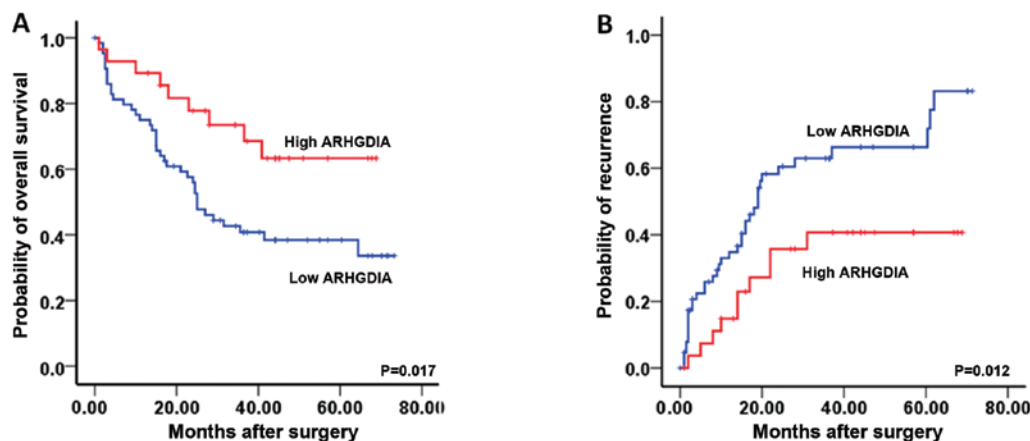 A
Probability of overall survival
1.0
0.8
0.6
0.4
0.2
0.0
High ARHGDIA
Low ARHGDIA
P=0.017
0.00 20.00 40.00 60.00 80.00
Months after surgery
B
Probability of recurrence
1.0
0.8
0.6
0.4
0.2
0.0
Low ARHGDIA
High ARHGDIA
P=0.012
0.00 20.00 40.00 60.00 80.00
Months after surgery